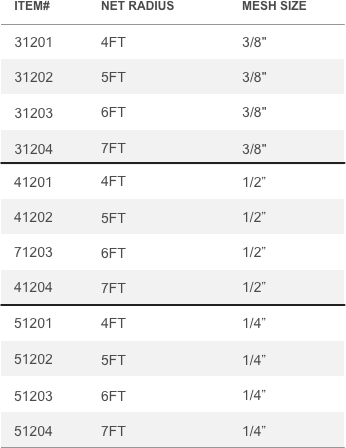 ITEM# NET RADIUS MESH SIZE
31201 4FT 3/8"
31202 5FT 3/8"
31203 6FT 3/8"
31204 7FT 3/8"
41201 4FT 1/2”
41202 5FT 1/2”
71203 6FT 1/2”
41204 7FT 1/2”
51201 4FT 1/4”
51202 5FT 1/4”
51203 6FT 1/4”
51204 7FT 1/4”